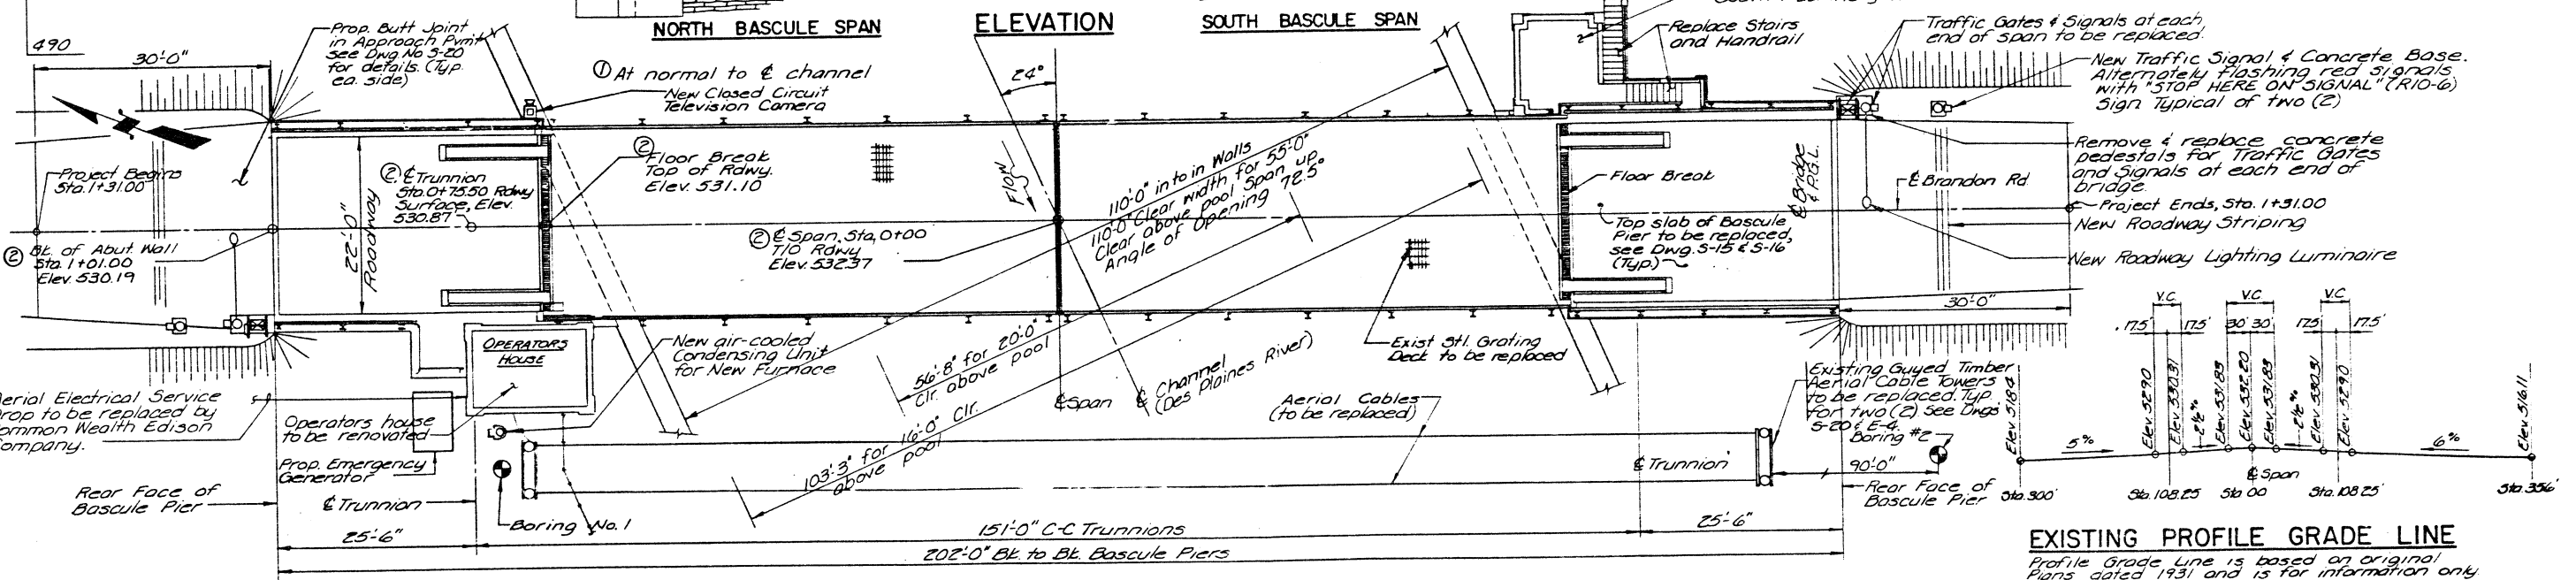 NORTH BASCULE SPAN
ELEVATION
SOUTH BASCULE SPAN
490
30'-0"
Prop. Butt Joint
in Approach Pvmt
see Dwg. No S-20
for details. (Typ.
ea. side)
① At normal to ℄ channel
New Closed Circuit
Television Camera
24°
Replace Stairs
and Handrail
Traffic Gates & Signals at each
end of span to be replaced.
New Traffic Signal & Concrete Base.
Alternately flashing red signals
with "STOP HERE ON SIGNAL" (R10-6)
Sign Typical of two (2)
Remove & replace concrete
pedestals for Traffic Gates
and Signals at each end of
bridge.
Project Begins
Sta. 1+31.00
② ℄ Trunnion
Sta. 0+75.50 Rdwy
Surface, Elev.
530.87
② Floor Break
Top of Rdwy.
Elev. 531.10
Flow
110'-0" in to in Walls
110'-0" Clear width for 55'-0"
Clear above pool Span up.
Angle of Opening 72.5°
Floor Break
℄ Bridge
& P.G.L.
℄ Brandon Rd.
Project Ends, Sta. 1+31.00
New Roadway Striping
New Roadway Lighting Luminaire
② Bk. of Abut. Wall
Sta. 1+01.00
Elev. 530.19
22'-0"
Roadway
② ℄ Span, Sta. 0+00
T/O Rdwy
Elev. 532.37
Top slab of Bascule
Pier to be replaced,
see Dwg. S-15 & S-16
(Typ.)
30'-0"
OPERATORS
HOUSE
New air-cooled
Condensing Unit
for New Furnace
56'-8" for 20'-0"
Clr. above pool
103'-3" for 16'-0" Clr.
above pool
℄ Span
℄ Channel
(Des Plaines River)
Exist Stl. Grating
Deck to be replaced
Aerial Cables
(to be replaced)
Existing Guyed Timber
Aerial Cable Towers
to be replaced. Typ.
for two (2) See Dwgs.
S-20 & E-4.
Boring #2
Aerial Electrical Service
Drop to be replaced by
Common Wealth Edison
Company.
Operators house
to be renovated
Prop. Emergency
Generator
Rear Face of
Bascule Pier
℄ Trunnion
Boring No. 1
℄ Trunnion
90'-0"
Rear Face of
Bascule Pier
25'-6"
151'-0" C-C Trunnions
25'-6"
202'-0" Bk. to Bk. Bascule Piers
V.C. V.C. V.C
17.5' 17.5' 30' 30' 17.5' 17.5'
Elev. 518.4
Elev. 529.0
Elev. 530.31
Elev. 531.83
Elev. 532.20
Elev. 531.83
Elev. 530.31
Elev. 529.0
Elev. 516.11
5% 2½% 2½% 6%
℄ Span
Sta. 300' Sta. 108.25 Sta. 00 Sta. 108.25' Sta. 356'
EXISTING PROFILE GRADE LINE
Profile Grade Line is based on original
Plans dated 1931 and is for information only.